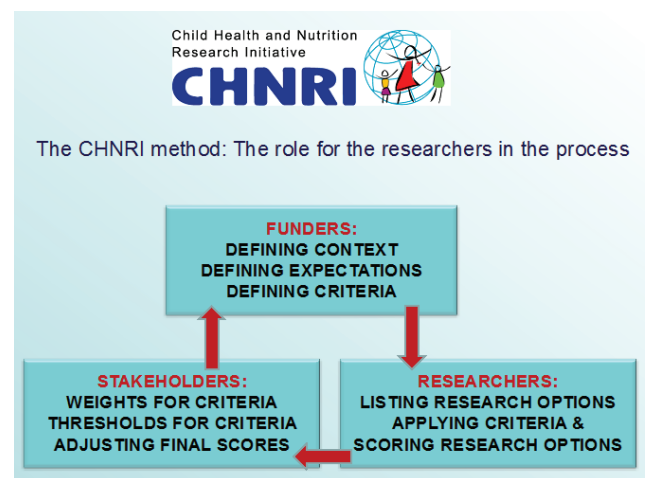 Child Health and Nutrition
Research Initiative
CHNRI
The CHNRI method: The role for the researchers in the process
FUNDERS:
DEFINING CONTEXT
DEFINING EXPECTATIONS
DEFINING CRITERIA
STAKEHOLDERS:
WEIGHTS FOR CRITERIA
THRESHOLDS FOR CRITERIA
ADJUSTING FINAL SCORES
RESEARCHERS:
LISTING RESEARCH OPTIONS
APPLYING CRITERIA &
SCORING RESEARCH OPTIONS